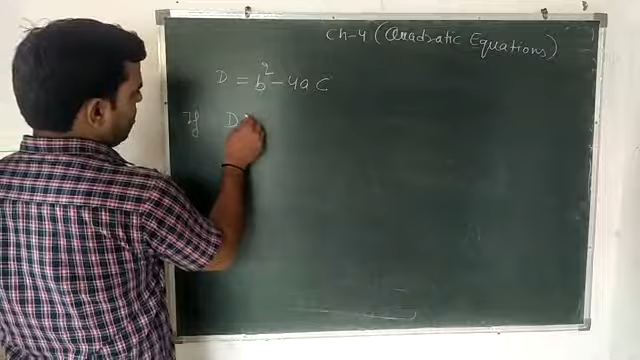 Ch-4 (Quadratic Equations)
D = b² - 4ac
If D